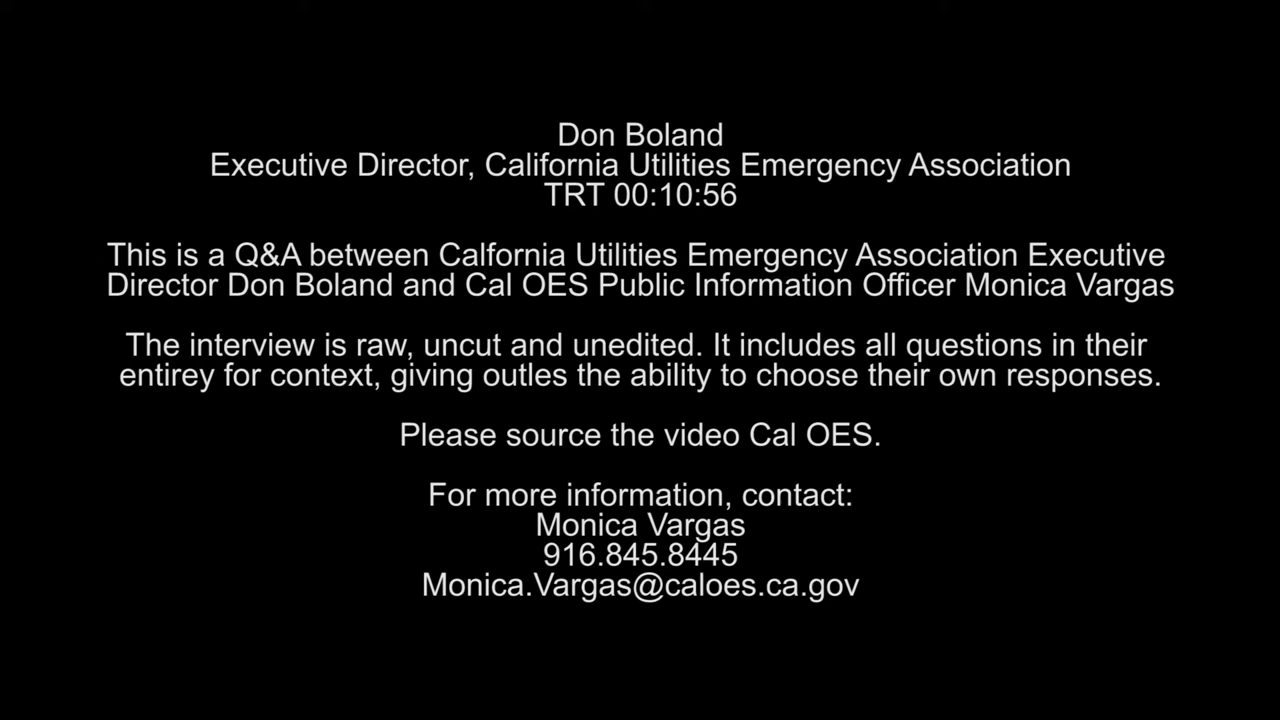 Don Boland
Executive Director, California Utilities Emergency Association
TRT 00:10:56
This is a Q&A between Calfornia Utilities Emergency Association Executive
Director Don Boland and Cal OES Public Information Officer Monica Vargas
The interview is raw, uncut and unedited. It includes all questions in their
entirey for context, giving outles the ability to choose their own responses.
Please source the video Cal OES.
For more information, contact:
Monica Vargas
916.845.8445
Monica.Vargas@caloes.ca.gov